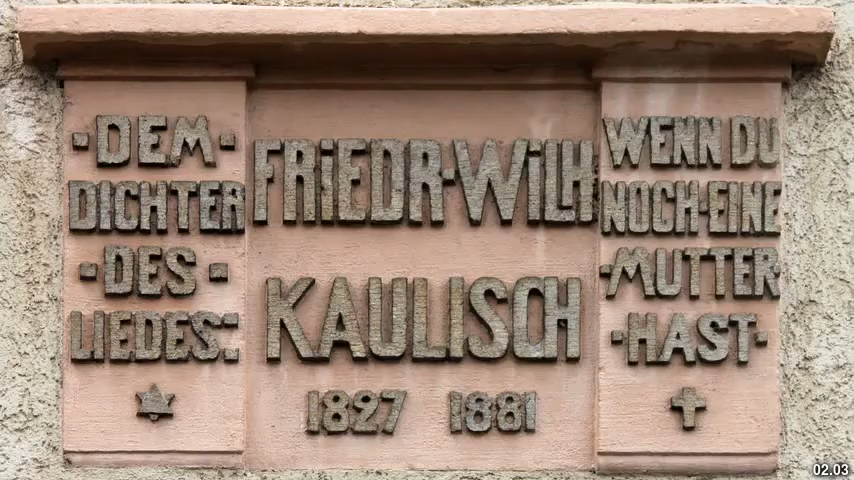 ·DEM·
DICHTER
·DES·
LIEDES:
FRIEDR·WILH
KAULISCH
1827 1881
WENN DU
NOCH·EINE
·MUTTER·
·HAST·
02.03